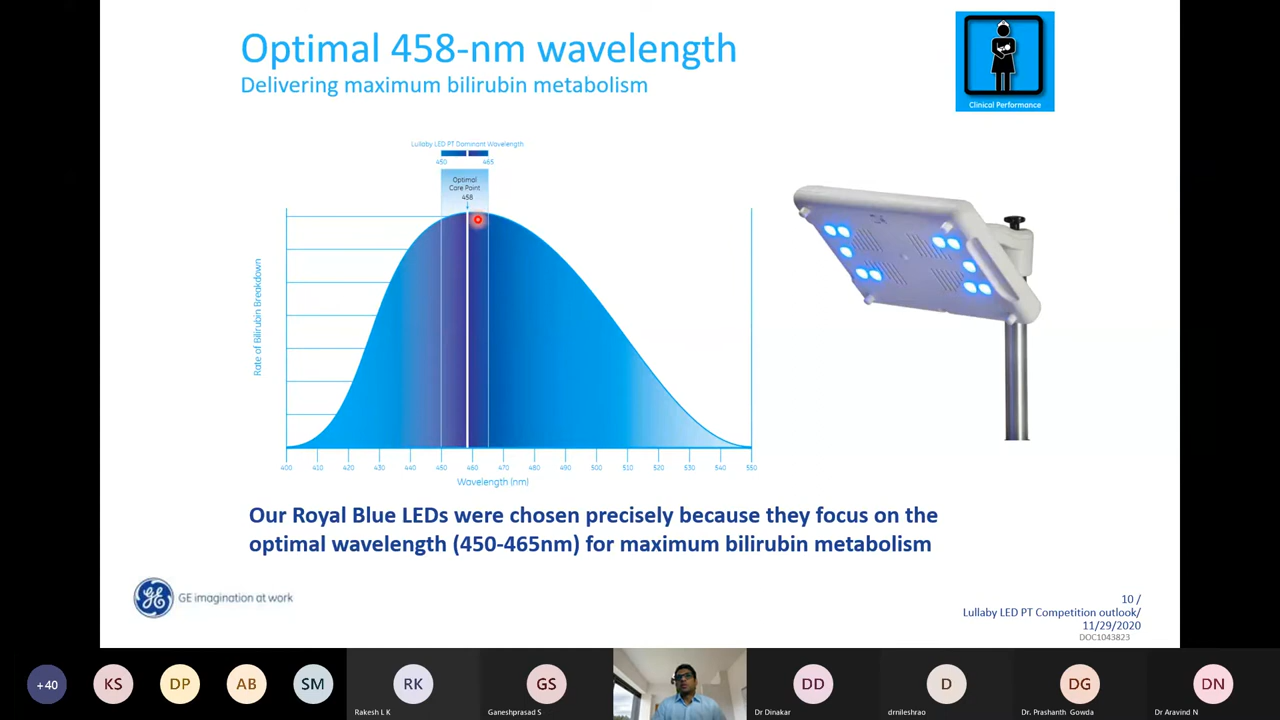 Optimal 458-nm wavelength
Delivering maximum bilirubin metabolism
Clinical Performance
Lullaby LED PT Dominant Wavelength
450 465
Optimal
Care Point
458
Rate of Bilirubin Breakdown
400 410 420 430 440 450 460 470 480 490 500 510 520 530 540 550
Wavelength (nm)
Our Royal Blue LEDs were chosen precisely because they focus on the
optimal wavelength (450-465nm) for maximum bilirubin metabolism
GE imagination at work
10 /
Lullaby LED PT Competition outlook/
11/29/2020
DOC1043823
+40 KS DP AB SM RK GS DD D DG DN
Rakesh L K Ganeshprasad S Dr Dinakar drnileshrao Dr. Prashanth Gowda Dr Aravind N